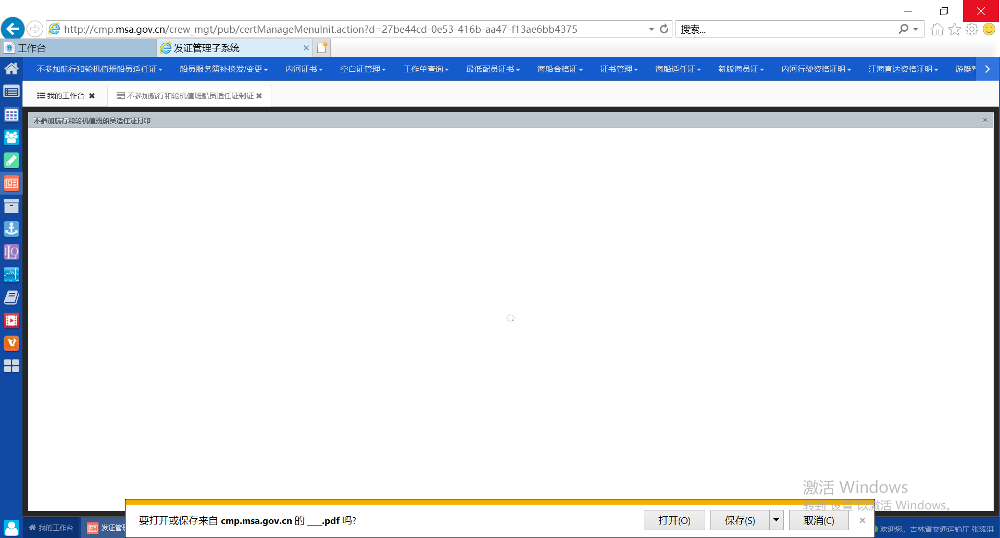 http://cmp.msa.gov.cn/crew_mgt/pub/certManageMenuInit.action?d=27be44cd-0e53-416b-aa47-f13ae6bb4375
搜索...
工作台
发证管理子系统
不参加航行和轮机值班船员适任证 船员服务簿补换发/变更 内河证书 空白证管理 工作单查询 最低配员证书 海船合格证 证书管理 海船适任证 新版海员证 内河行驶资格证明 江海直达资格证明 游艇
我的工作台
不参加航行和轮机值班船员适任证制证
不参加航行和轮机值班船员适任证打印
激活 Windows
转到"设置"以激活 Windows。
要打开或保存来自 cmp.msa.gov.cn 的 ___.pdf 吗?
打开(O)
保存(S)
取消(C)
我的工作台
发证管
欢迎您，吉林省交通运输厅 张添淇